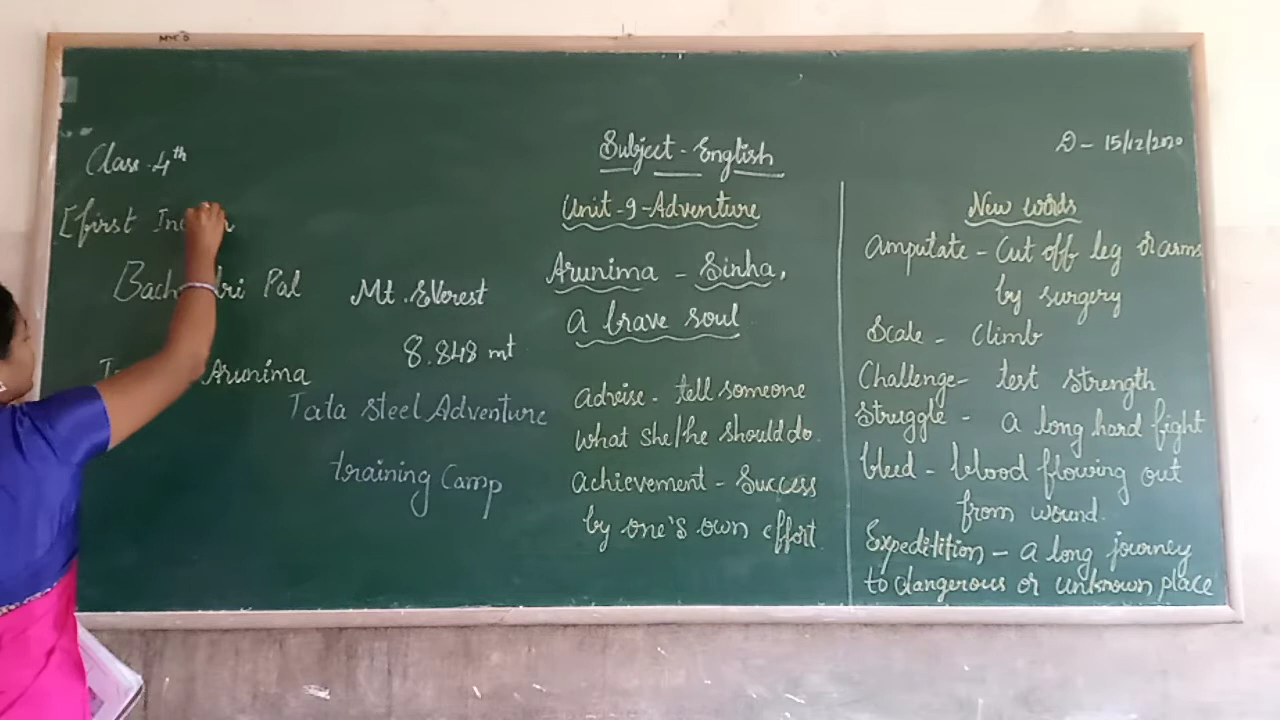 Class - 4th
[first
Pal
Arunima
Mt. Everest
8.848 mt
Tata Steel Adventure
training Camp
Subject - English
Unit-9-Adventure
Arunima - Sinha,
a brave soul
advise - tell someone
what she/he should do.
achievement - Success
by one's own effort
D - 15/12/2020
New words
Amputate - Cut off leg or arms
by surgery
Scale - Climb
Challenge - test strength
Struggle - a long hard fight
bleed - blood flowing out
from wound.
Expedition - a long journey
to dangerous or unknown place